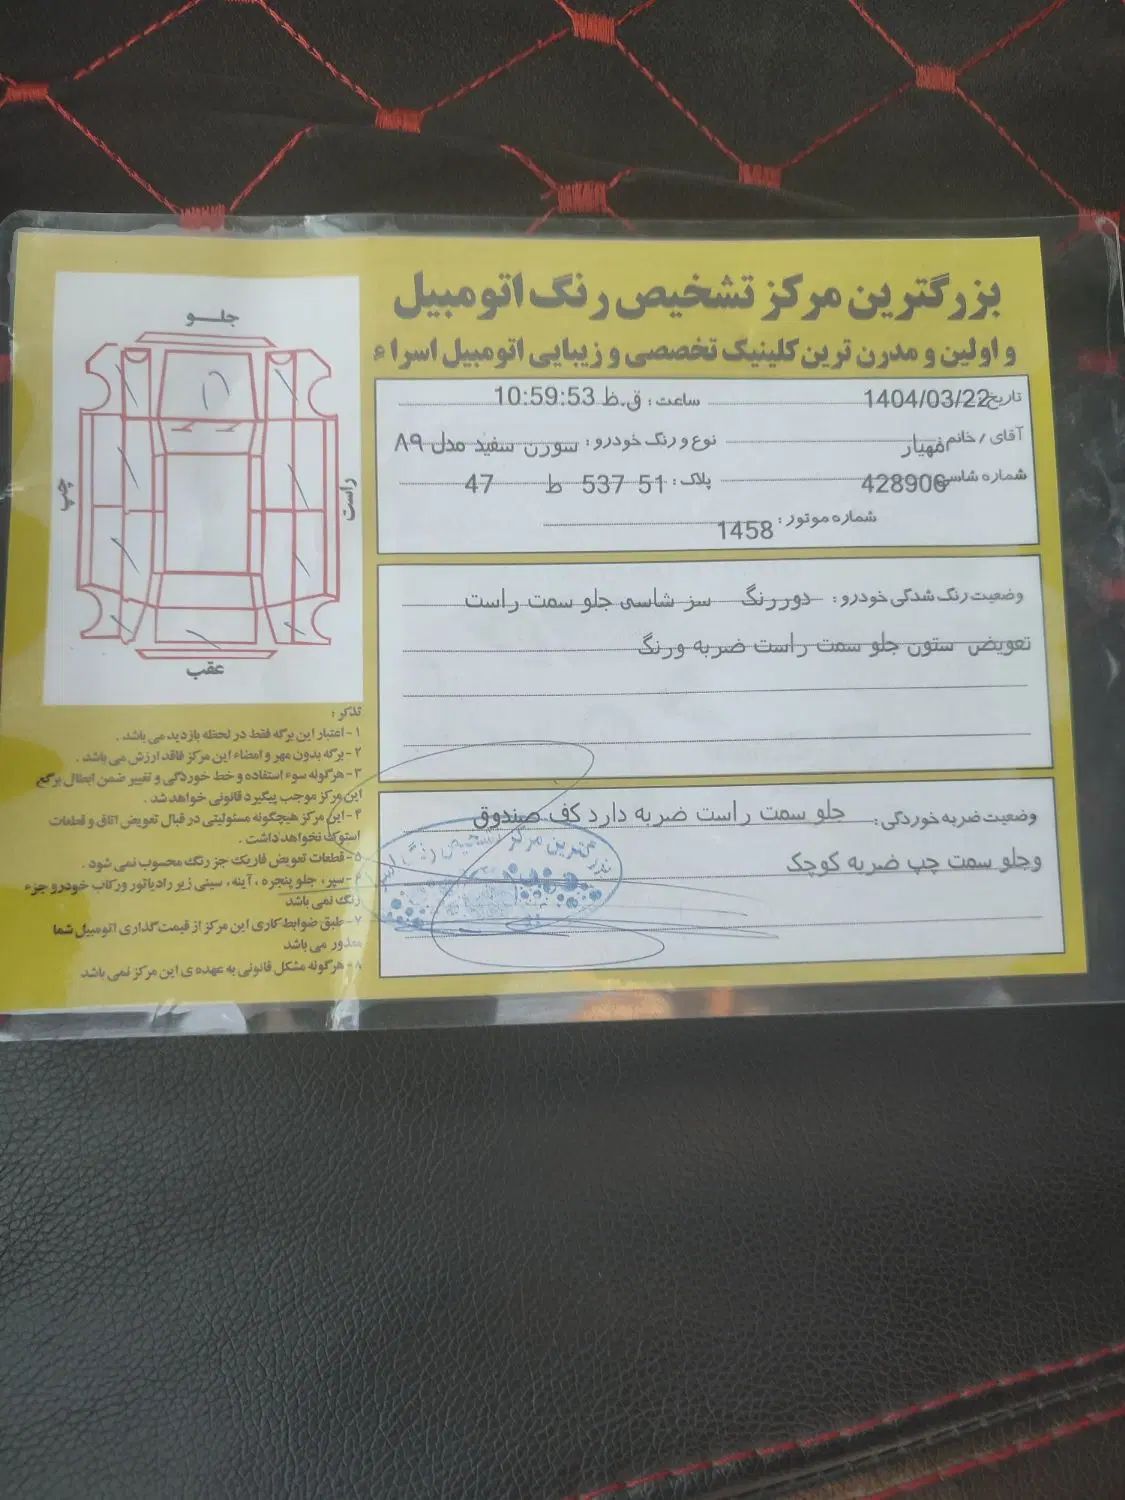 بزرگترین مرکز تشخیص رنگ اتومبیل
و اولین و مدرن ترین کلینیک تخصصی و زیبایی اتومبیل اسراء
تاریخ: 1404/03/22 ساعت: 10:59:53 ق.ظ
آقای / خانم: مهیار نوع و رنگ خودرو: سورن سفید مدل ۸۹
شماره شاسی: 428906 پلاک: 51 537 ط 47
شماره موتور: 1458
وضعیت رنگ شدگی خودرو: دوررنگ سر شاسی جلو سمت راست
تعویض ستون جلو سمت راست ضربه ورنگ
وضعیت ضربه خوردگی: جلو سمت راست ضربه دارد کف صندوق
وجلو سمت چپ ضربه کوچک
بزرگترین مرکز تشخیص رنگ
جلـــو
چپ
راست
عقب
تذکر:
۱- اعتبار این برگه فقط در لحظه بازدید می باشد.
۲- برگه بدون مهر و امضاء این مرکز فاقد ارزش می باشد.
۳- هرگونه سوء استفاده و خط خوردگی و تغییر ضمن ابطال برگع
این مرکز موجب پیگیرد قانونی خواهد شد.
۴- این مرکز هیچگونه مسئولیتی در قبال تعویض اتاق و قطعات
استوک نخواهد داشت.
۵- قطعات تعویض فابریک جز رنگ محسوب نمی شود.
۶- سپر، جلو پنجره، آینه، سینی زیر رادیاتور ورکاب خودرو جزء
رنگ نمی باشد
۷- طبق ضوابط کاری این مرکز از قیمت گذاری اتومبیل شما
معذور می باشد
۸- هرگونه مشکل قانونی به عهده ی این مرکز نمی باشد